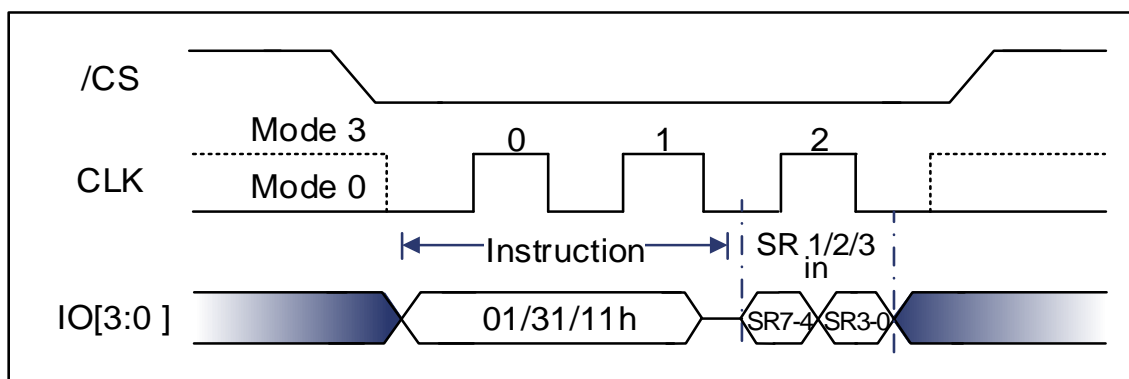 /CS
Mode 3
0 1 2
CLK
Mode 0
Instruction
SR 1/2/3
in
IO[3:0 ]
01/31/11h
SR7-4
SR3-0